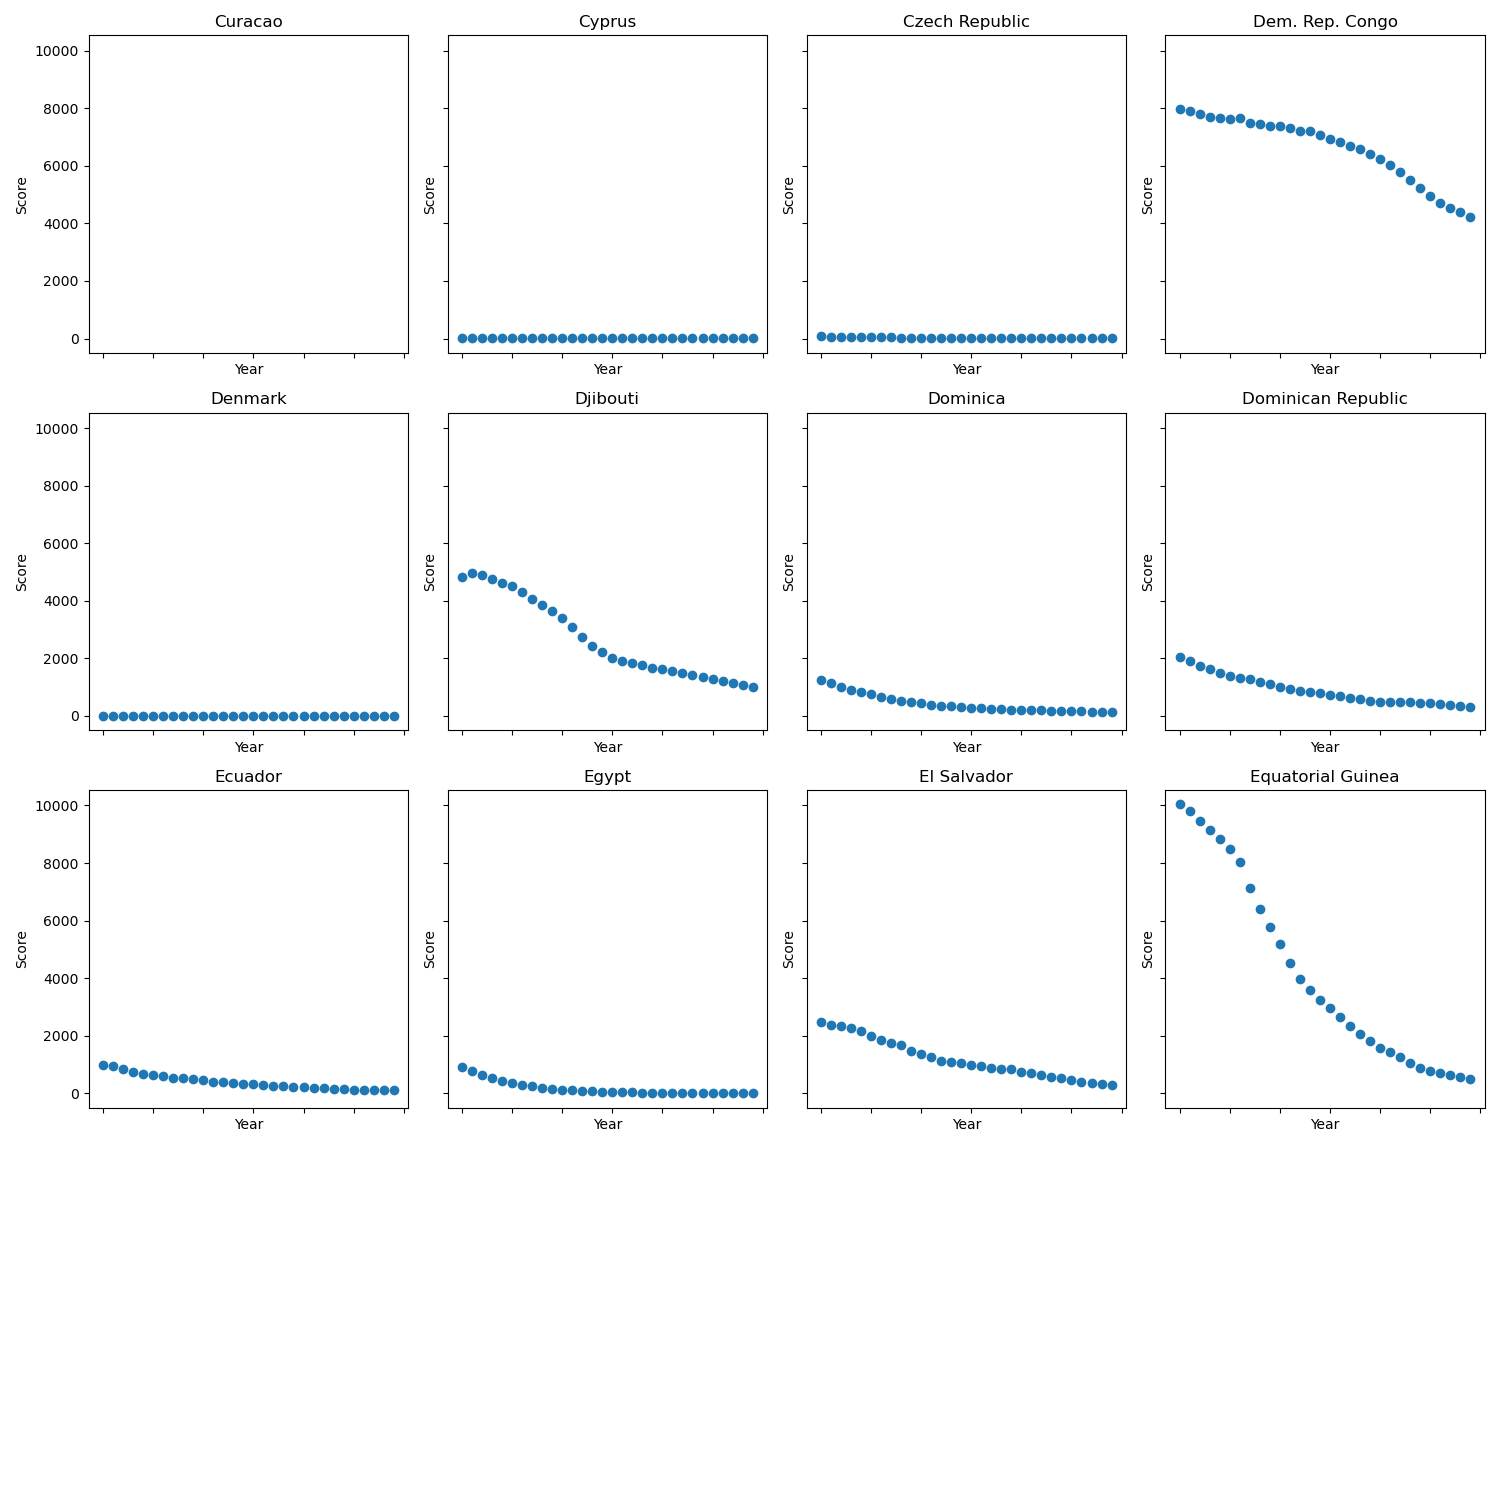 Curacao Cyprus Czech Republic Dem. Rep. Congo
10000
8000
6000
4000
2000
0
Score Score Score Score
Year Year Year Year
Denmark Djibouti Dominica Dominican Republic
10000
8000
6000
4000
2000
0
Score Score Score Score
Year Year Year Year
Ecuador Egypt El Salvador Equatorial Guinea
10000
8000
6000
4000
2000
0
Score Score Score Score
Year Year Year Year